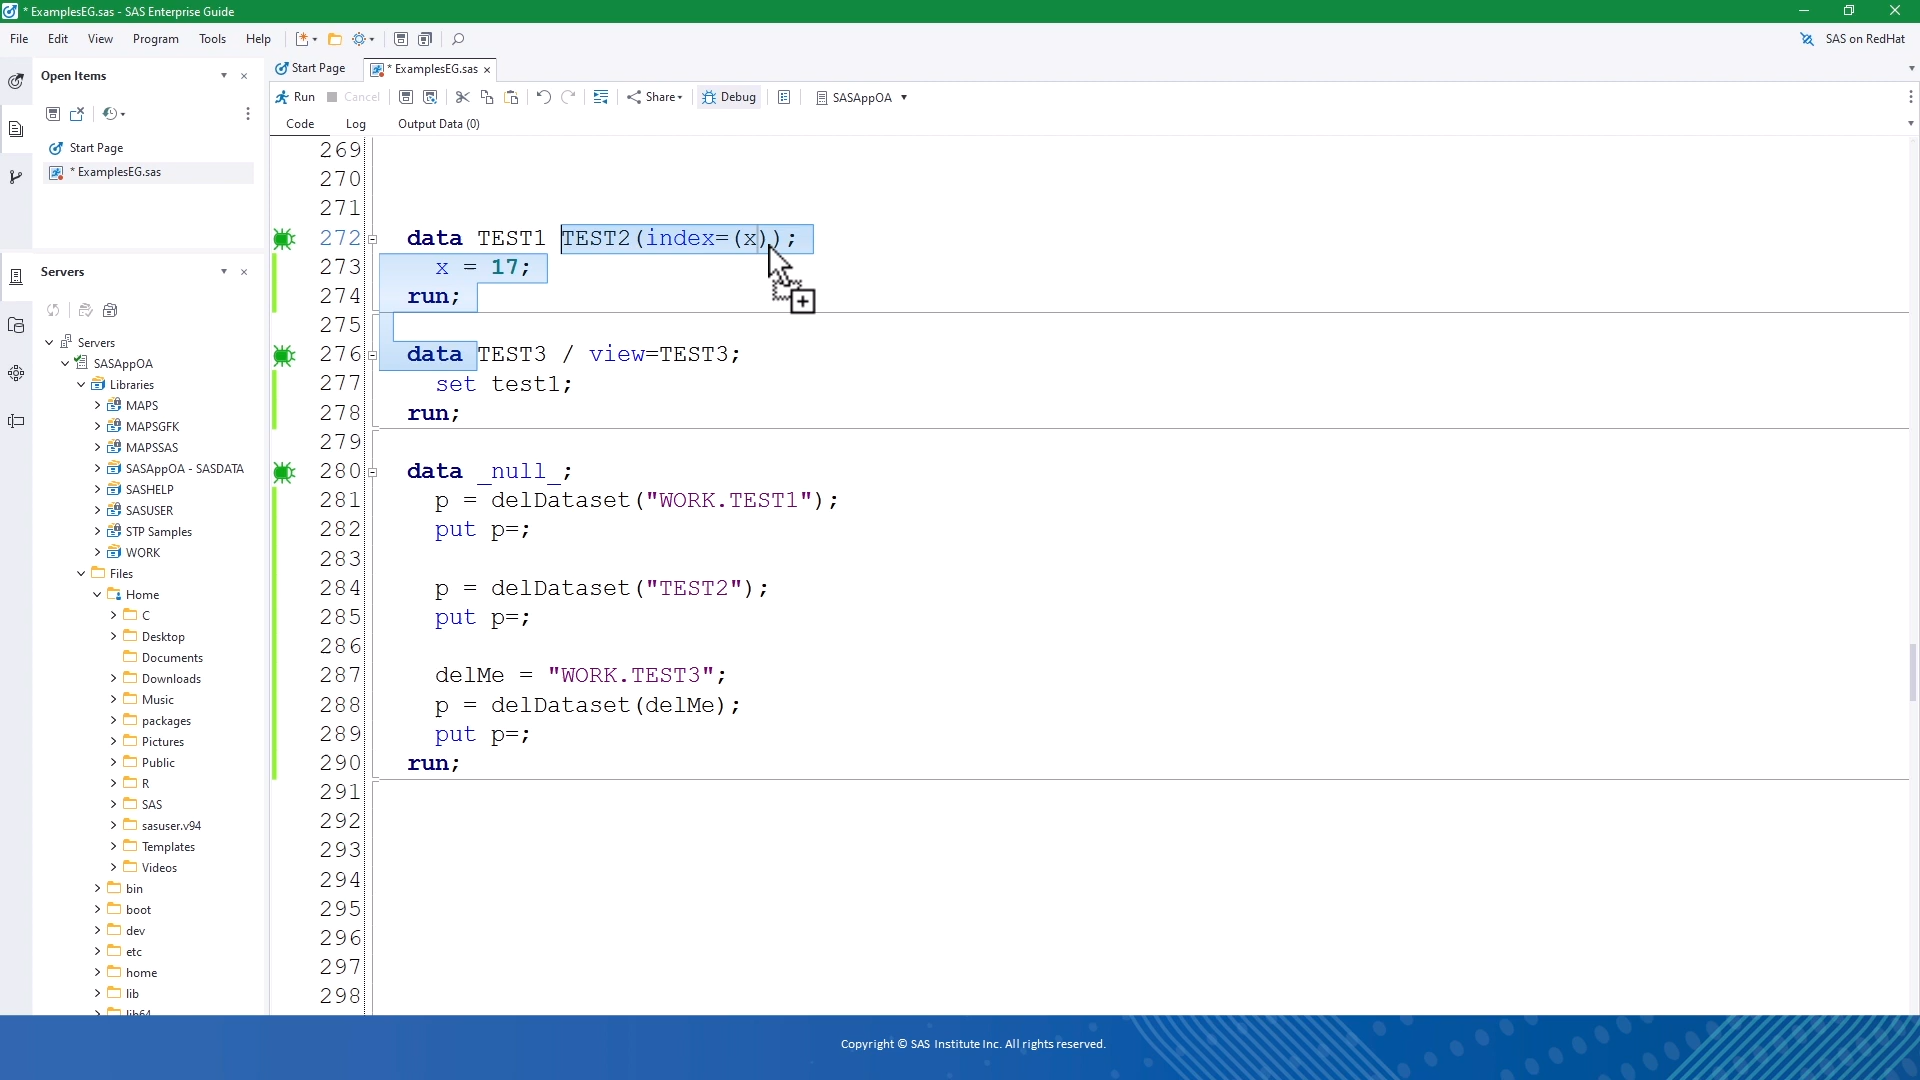 * ExamplesEG.sas - SAS Enterprise Guide
File Edit View Program Tools Help
SAS on RedHat
Open Items
Start Page
* ExamplesEG.sas
Start Page
* ExamplesEG.sas
Run Cancel Share Debug SASAppOA
Code Log Output Data (0)
Servers
Servers
SASAppOA
Libraries
MAPS
MAPSGFK
MAPSSAS
SASAppOA - SASDATA
SASHELP
SASUSER
STP Samples
WORK
Files
Home
C
Desktop
Documents
Downloads
Music
packages
Pictures
Public
R
SAS
sasuser.v94
Templates
Videos
bin
boot
dev
etc
home
lib
lib64
269
270
271
272 data TEST1 TEST2(index=(x));
273 x = 17;
274 run;
275
276 data TEST3 / view=TEST3;
277 set test1;
278 run;
279
280 data _null_;
281 p = delDataset("WORK.TEST1");
282 put p=;
283
284 p = delDataset("TEST2");
285 put p=;
286
287 delMe = "WORK.TEST3";
288 p = delDataset(delMe);
289 put p=;
290 run;
291
292
293
294
295
296
297
298
Copyright © SAS Institute Inc. All rights reserved.